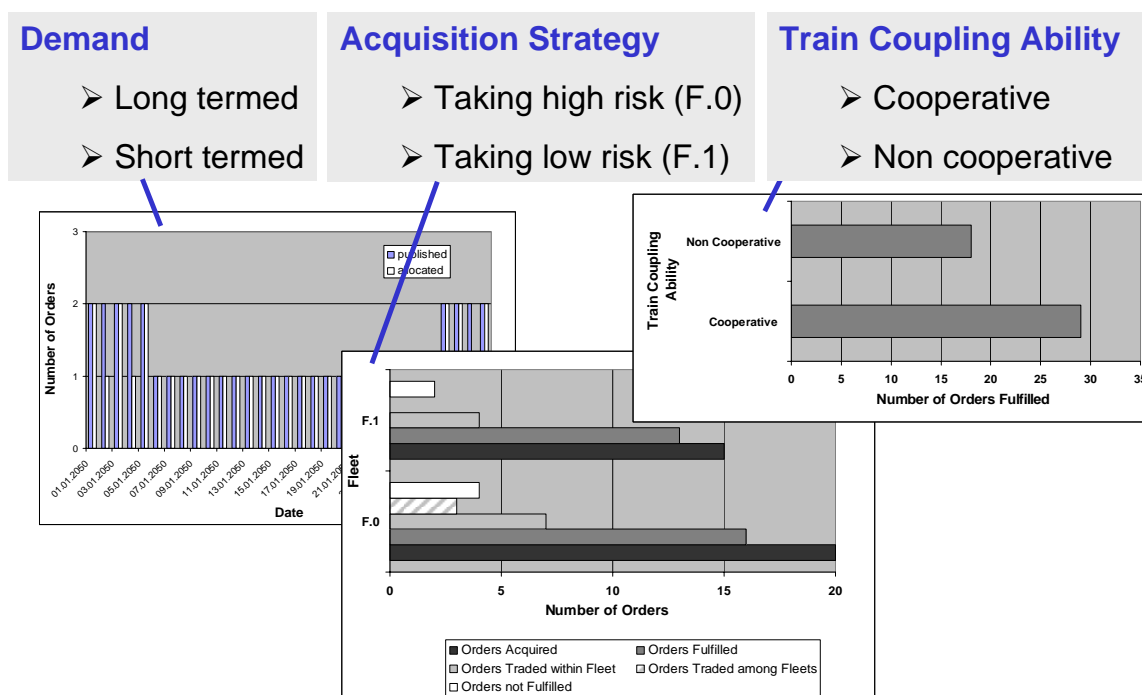 Demand
➢ Long termed
➢ Short termed
Acquisition Strategy
➢ Taking high risk (F.0)
➢ Taking low risk (F.1)
Train Coupling Ability
➢ Cooperative
➢ Non cooperative
3
2
1
0
Number of Orders
published
allocated
01.01.2050
03.01.2050
05.01.2050
07.01.2050
09.01.2050
11.01.2050
13.01.2050
15.01.2050
17.01.2050
19.01.2050
21.01.2050
Date
Train Coupling
Ability
Non Cooperative
Cooperative
0 5 10 15 20 25 30 35
Number of Orders Fulfilled
Fleet
F.1
F.0
0 5 10 15 20
Number of Orders
Orders Acquired
Orders Fulfilled
Orders Traded within Fleet
Orders Traded among Fleets
Orders not Fulfilled